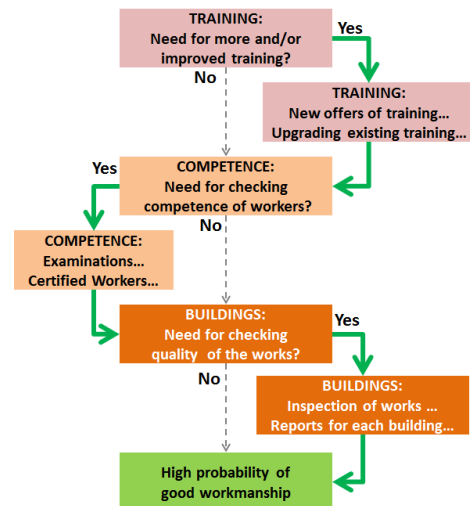 TRAINING:
Need for more and/or
improved training?
Yes
No
TRAINING:
New offers of training...
Upgrading existing training...
Yes
COMPETENCE:
Need for checking
competence of workers?
No
COMPETENCE:
Examinations...
Certified Workers...
BUILDINGS:
Need for checking
quality of the works?
Yes
No
BUILDINGS:
Inspection of works ...
Reports for each building...
High probability of
good workmanship